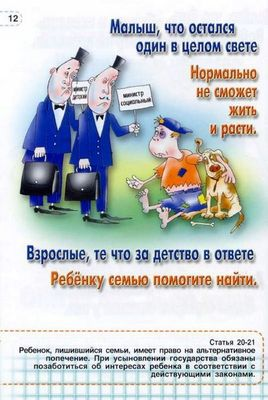 12
Малыш, что остался
один в целом свете
Нормально
не сможет
жить
и расти.
министр
детский
министр
социальный
Взрослые, те что за детство в ответе
Ребёнку семью помогите найти.
Статья 20-21
Ребенок, лишившийся семьи, имеет право на альтернативное
попечение. При усыновлении государства обязаны
позаботиться об интересах ребенка в соответствии с
действующими законами.